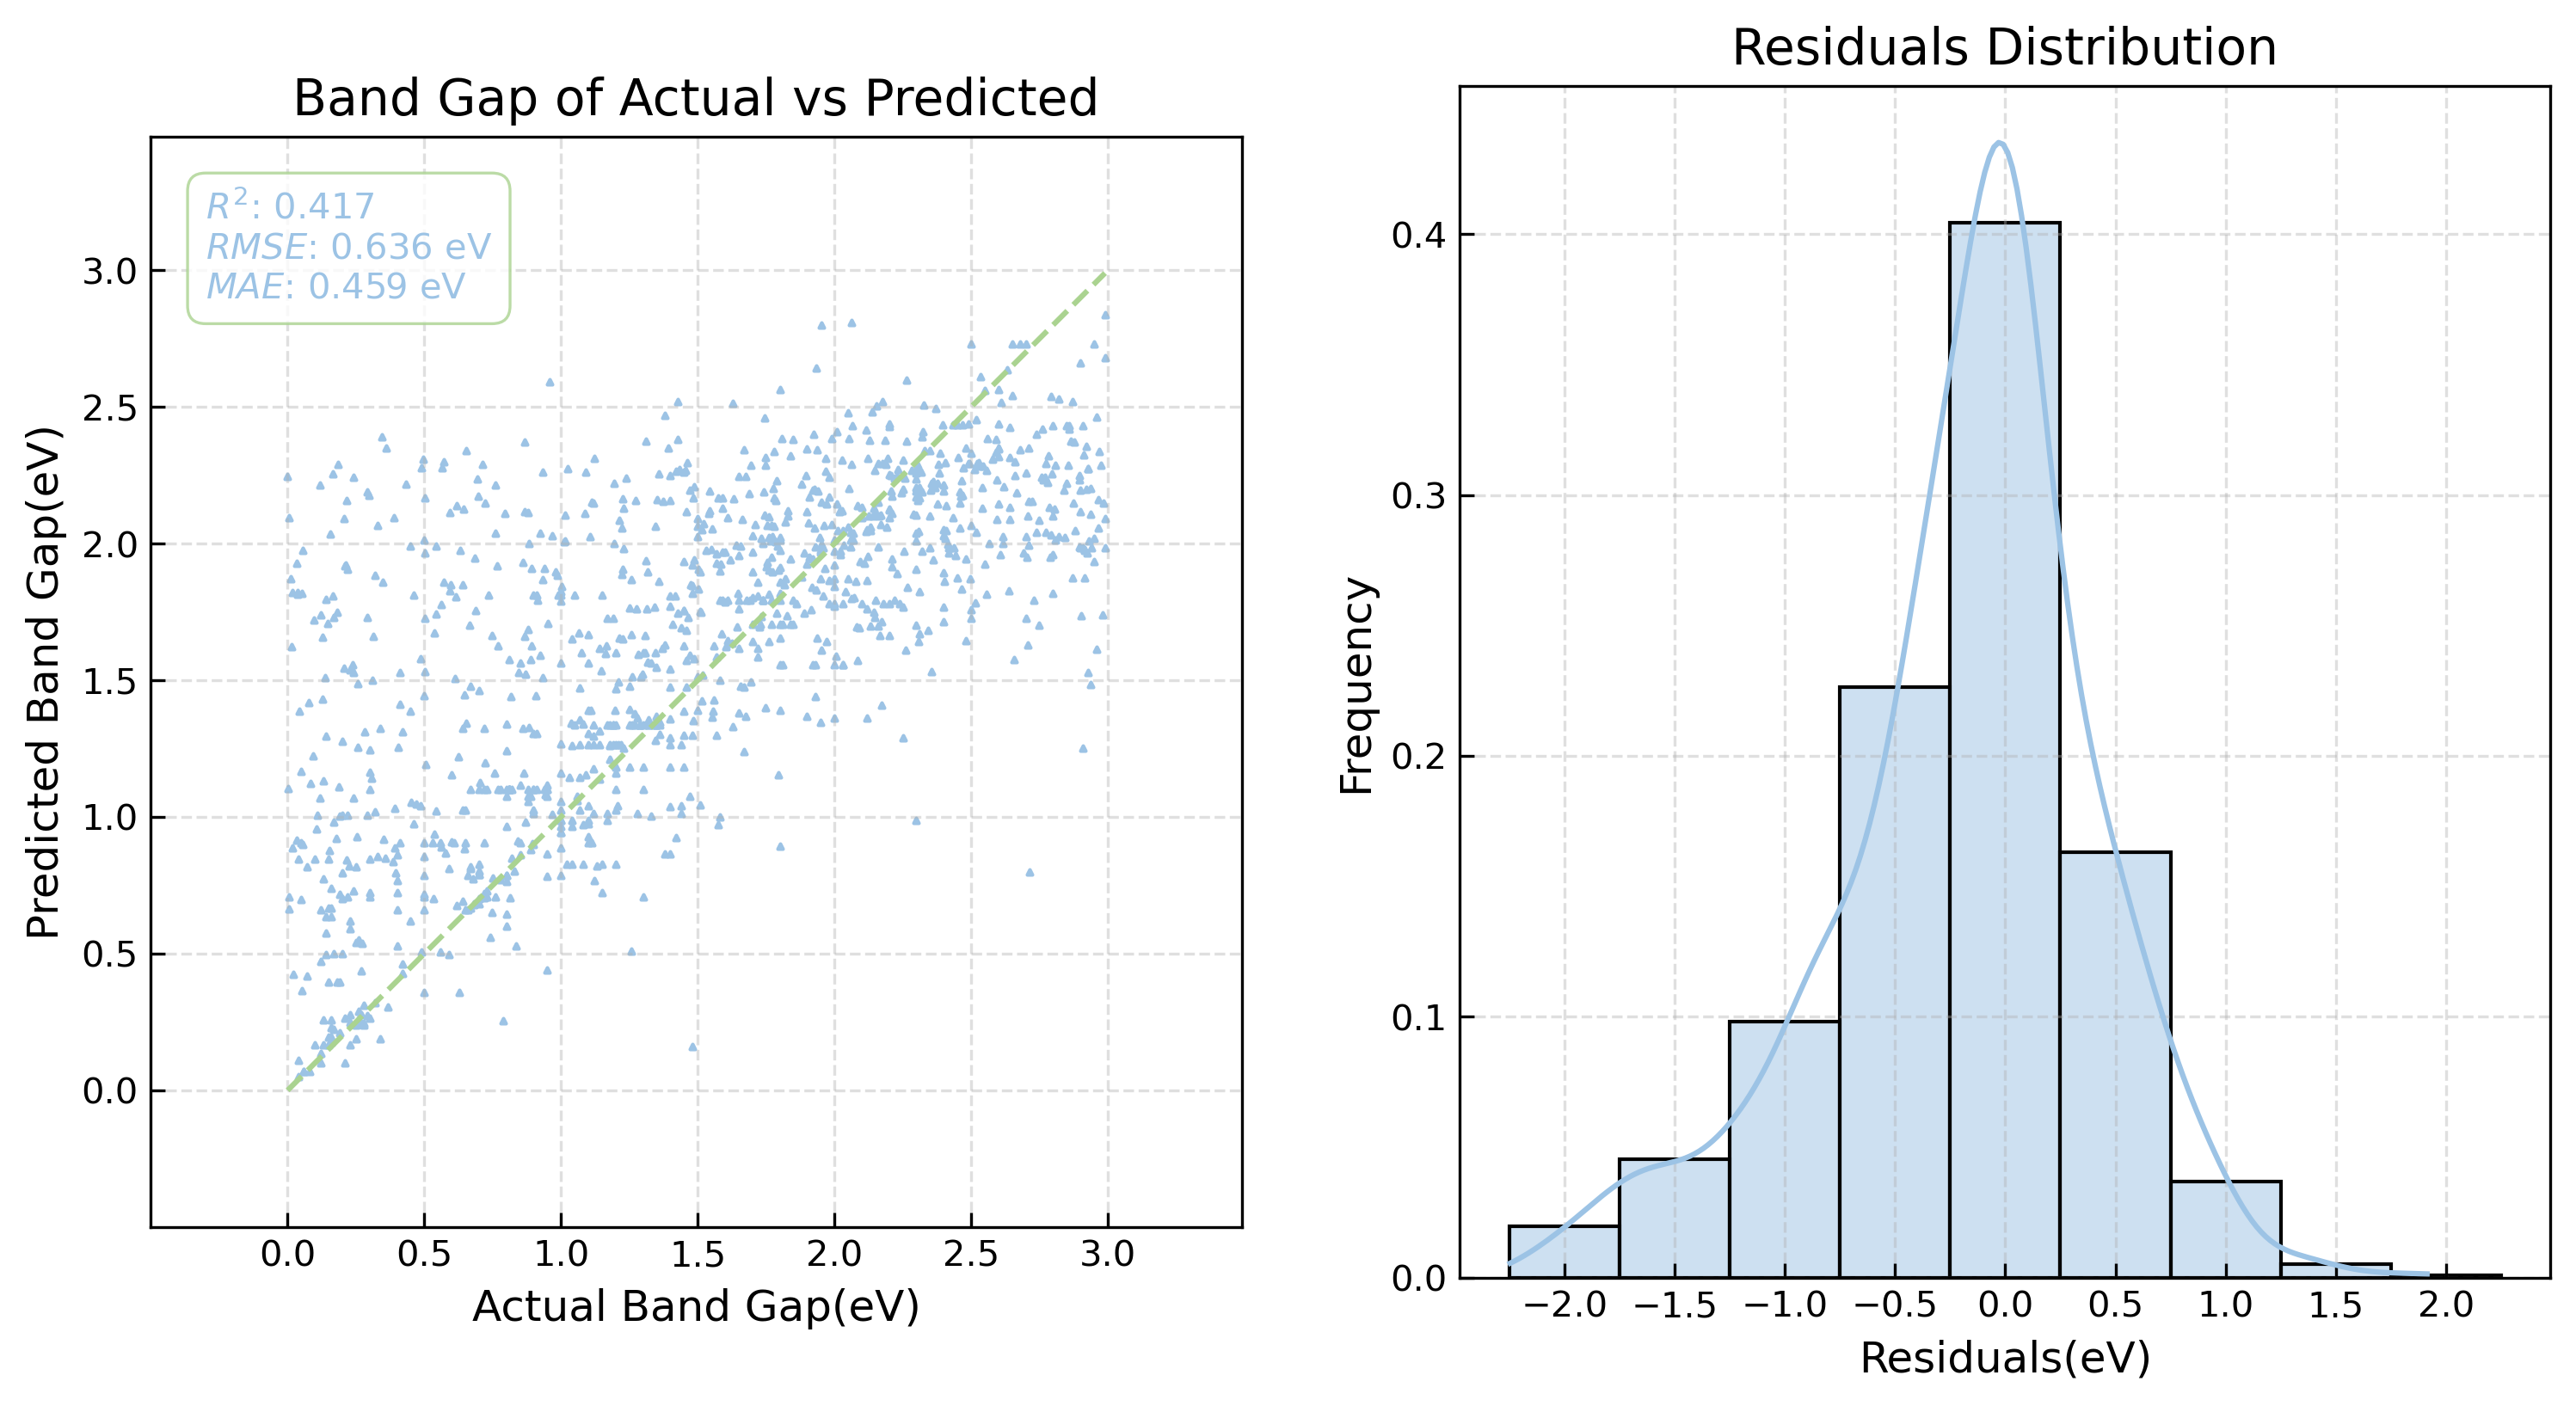 Band Gap of Actual vs Predicted
R²: 0.417
RMSE: 0.636 eV
MAE: 0.459 eV
Predicted Band Gap(eV)
3.0
2.5
2.0
1.5
1.0
0.5
0.0
0.0 0.5 1.0 1.5 2.0 2.5 3.0
Actual Band Gap(eV)
Residuals Distribution
Frequency
0.4
0.3
0.2
0.1
0.0
−2.0 −1.5 −1.0 −0.5 0.0 0.5 1.0 1.5 2.0
Residuals(eV)